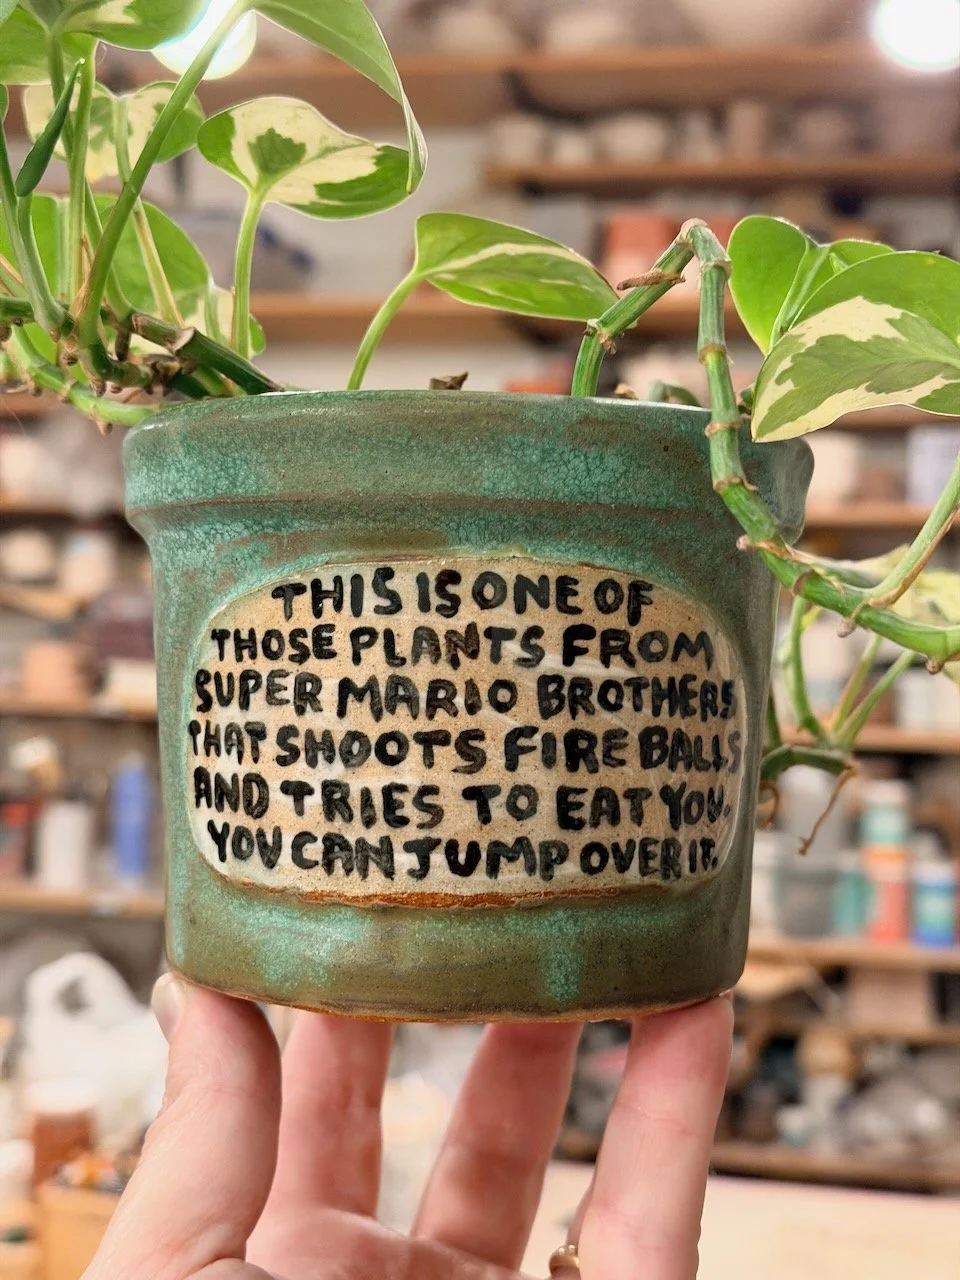 THIS IS ONE OF
THOSE PLANTS FROM
SUPER MARIO BROTHERS
THAT SHOOTS FIRE BALLS
AND TRIES TO EAT YOU.
YOU CAN JUMP OVER IT.